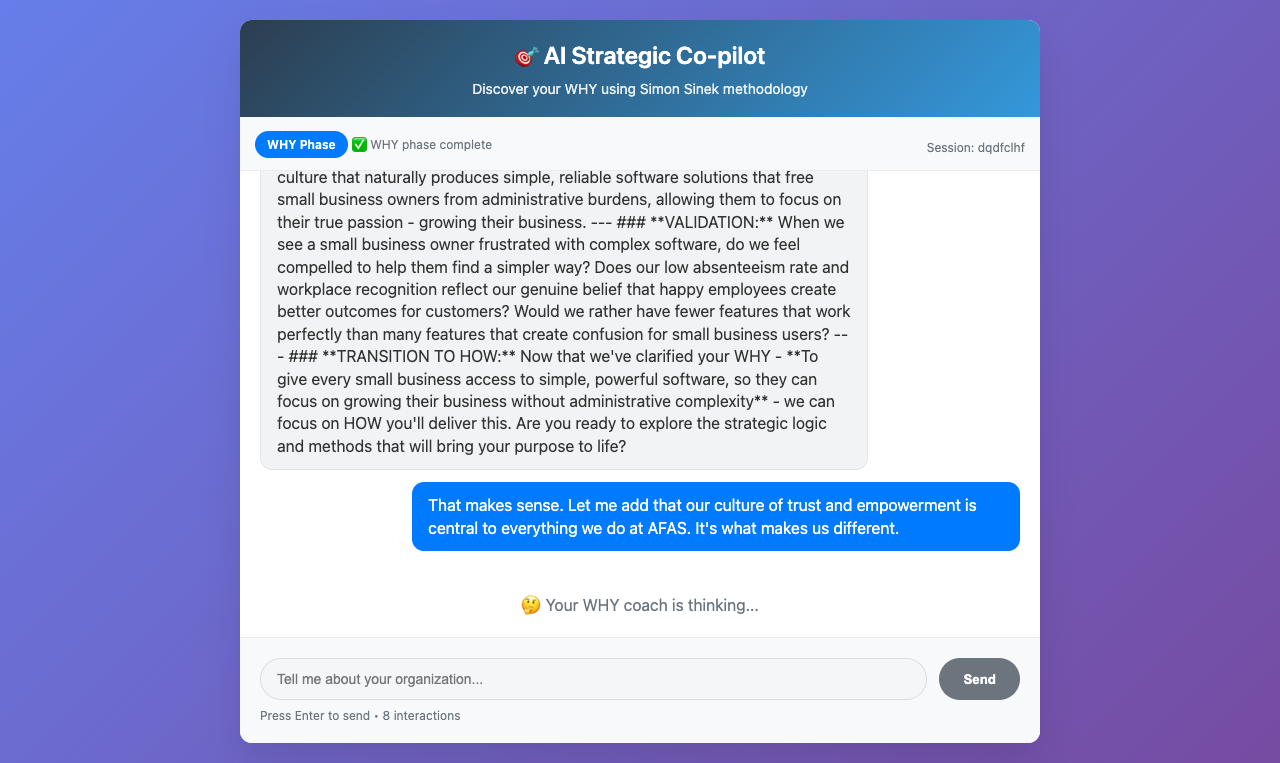 🎯 AI Strategic Co-pilot
Discover your WHY using Simon Sinek methodology
WHY Phase ✅ WHY phase complete
Session: dqdfclhf
culture that naturally produces simple, reliable software solutions that free
small business owners from administrative burdens, allowing them to focus on
their true passion - growing their business. --- ### **VALIDATION:** When we
see a small business owner frustrated with complex software, do we feel
compelled to help them find a simpler way? Does our low absenteeism rate and
workplace recognition reflect our genuine belief that happy employees create
better outcomes for customers? Would we rather have fewer features that work
perfectly than many features that create confusion for small business users? --
- ### **TRANSITION TO HOW:** Now that we've clarified your WHY - **To
give every small business access to simple, powerful software, so they can
focus on growing their business without administrative complexity** - we can
focus on HOW you'll deliver this. Are you ready to explore the strategic logic
and methods that will bring your purpose to life?
That makes sense. Let me add that our culture of trust and empowerment is
central to everything we do at AFAS. It's what makes us different.
🤔 Your WHY coach is thinking...
Tell me about your organization...
Send
Press Enter to send • 8 interactions